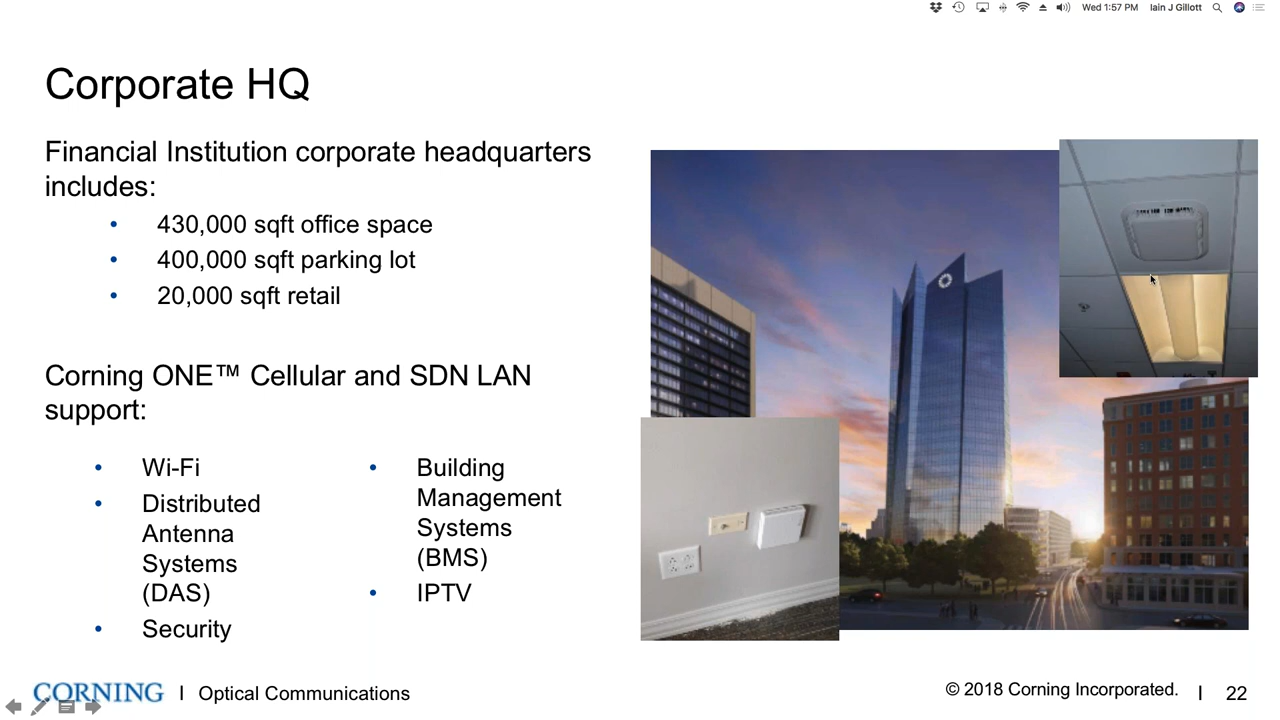 Wed 1:57 PM Iain J Gillott
Corporate HQ
Financial Institution corporate headquarters
includes:
• 430,000 sqft office space
• 400,000 sqft parking lot
• 20,000 sqft retail
Corning ONE™ Cellular and SDN LAN
support:
• Wi-Fi
• Distributed
Antenna
Systems
(DAS)
• Security
• Building
Management
Systems
(BMS)
• IPTV
CORNING | Optical Communications
© 2018 Corning Incorporated. | 22